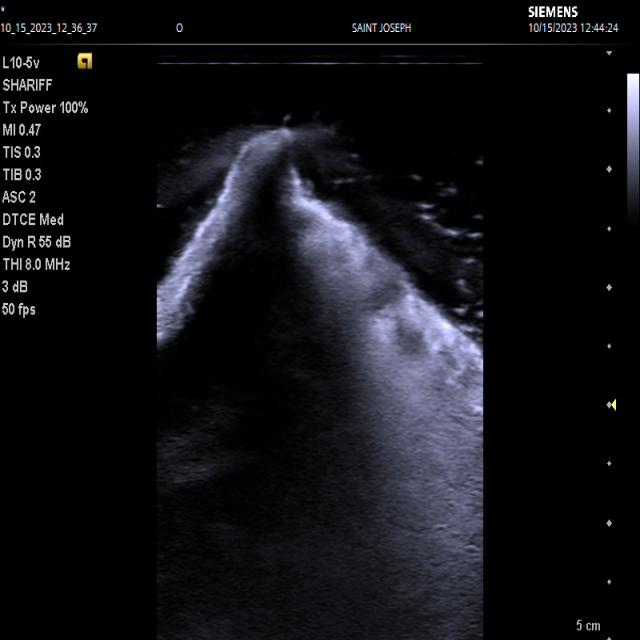 *
SIEMENS
10_15_2023_12_36_37 O SAINT JOSEPH 10/15/2023 12:44:24
L10-5v
SHARIFF
Tx Power 100%
MI 0.47
TIS 0.3
TIB 0.3
ASC 2
DTCE Med
Dyn R 55 dB
THI 8.0 MHz
3 dB
50 fps
5 cm